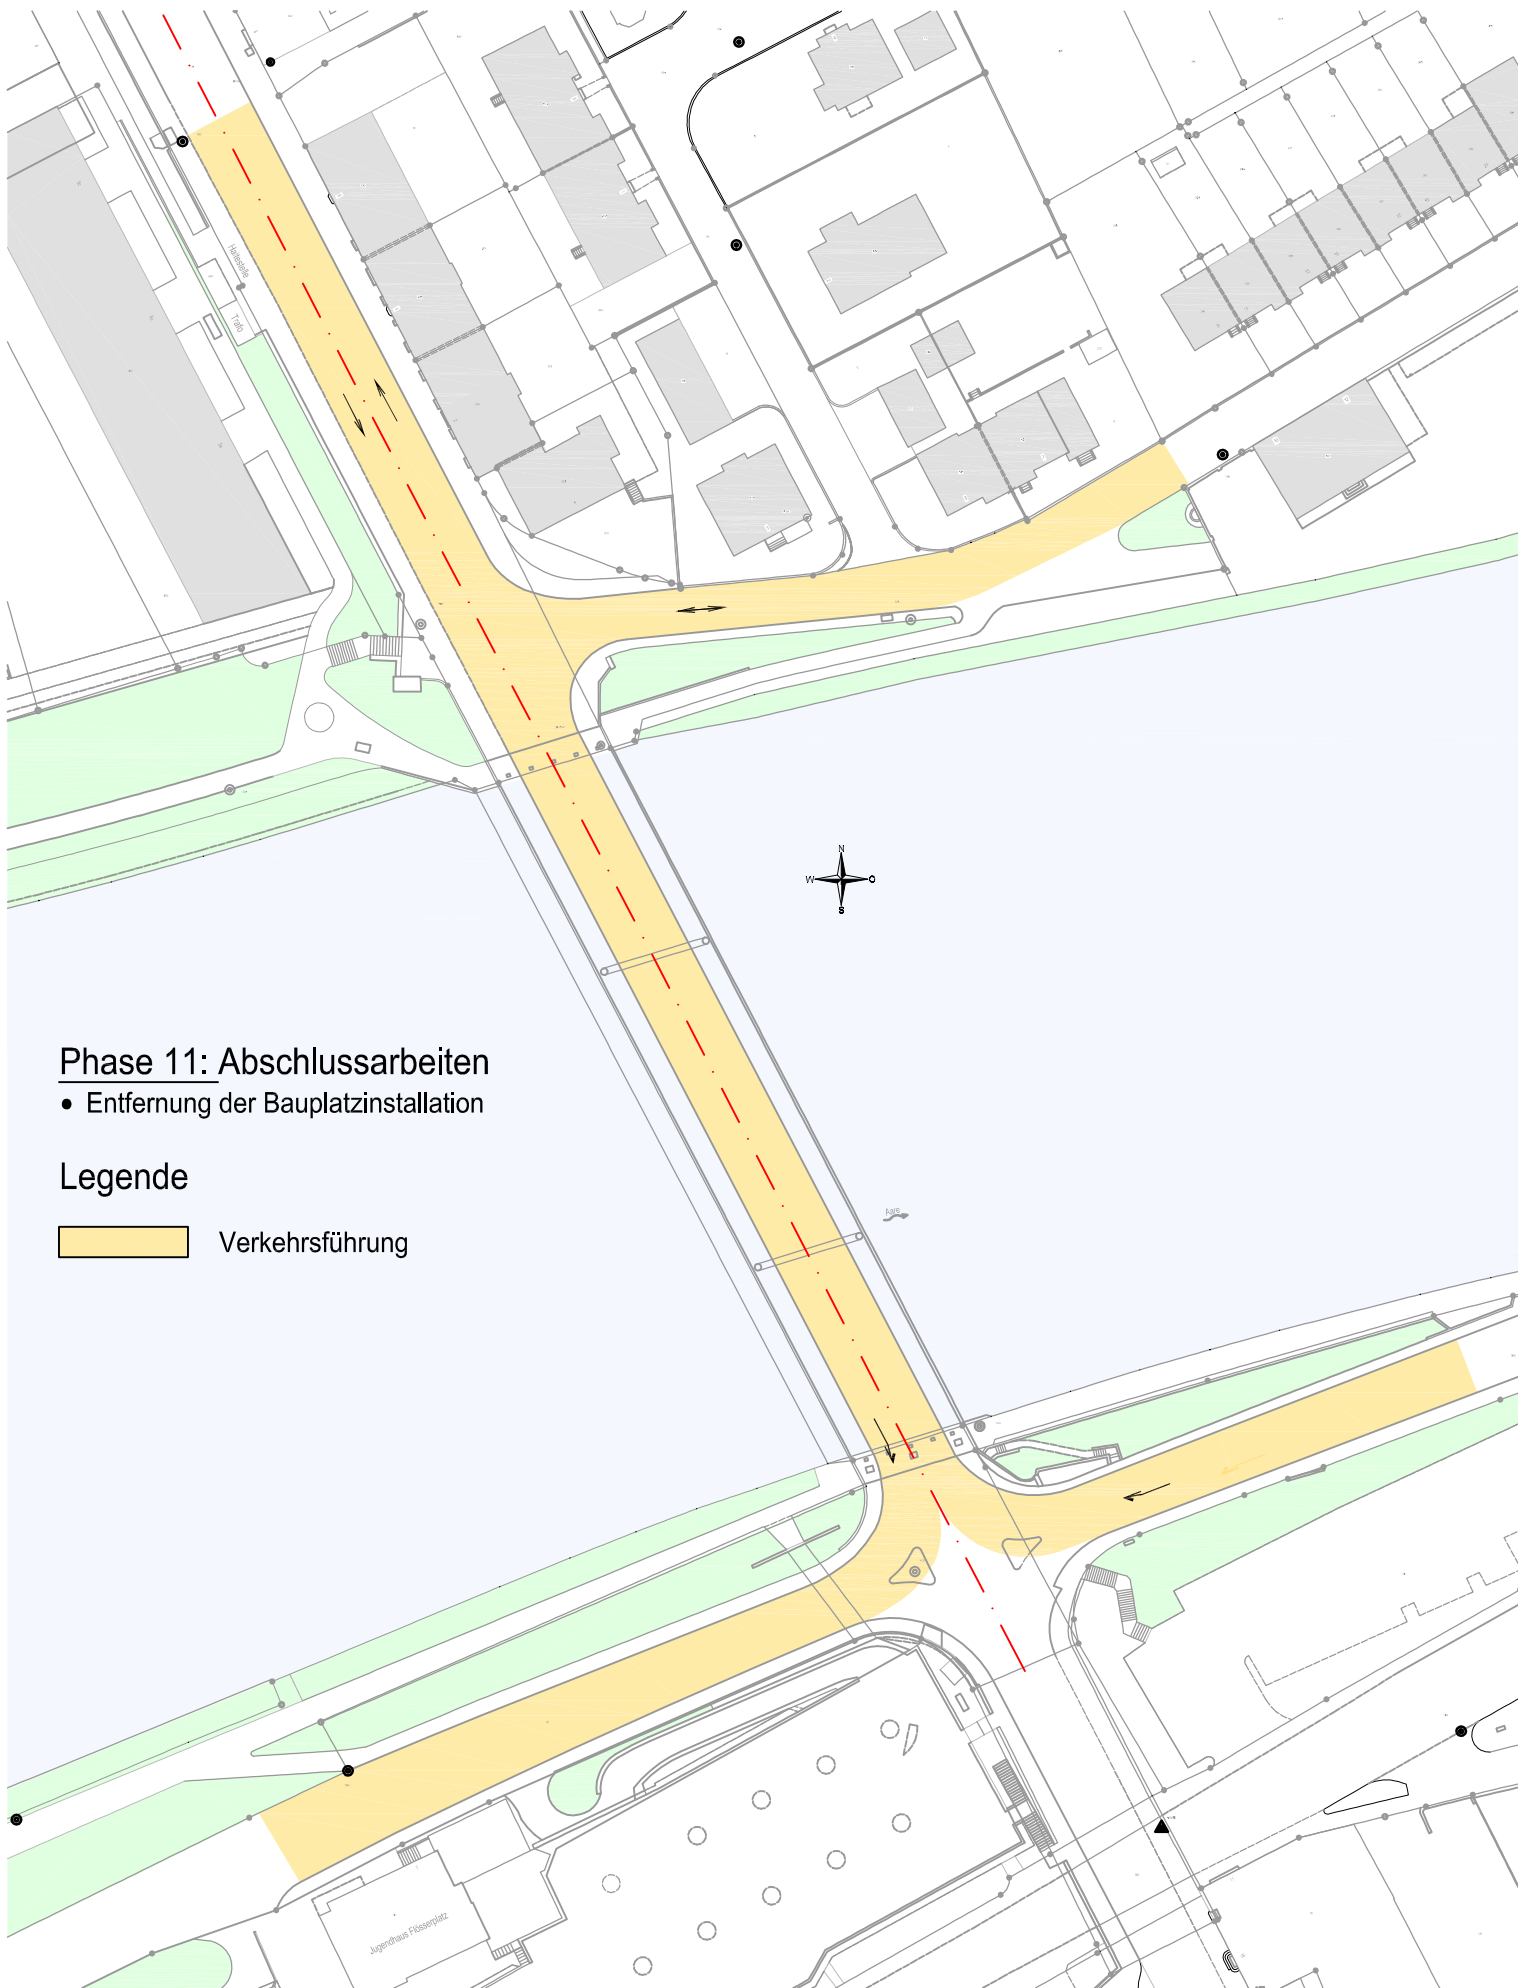 Haltestelle
Trafo
N
W O
S
Phase 11: Abschlussarbeiten
• Entfernung der Bauplatzinstallation
Legende
Aare
Verkehrsführung
Jugendhaus Flösserplatz